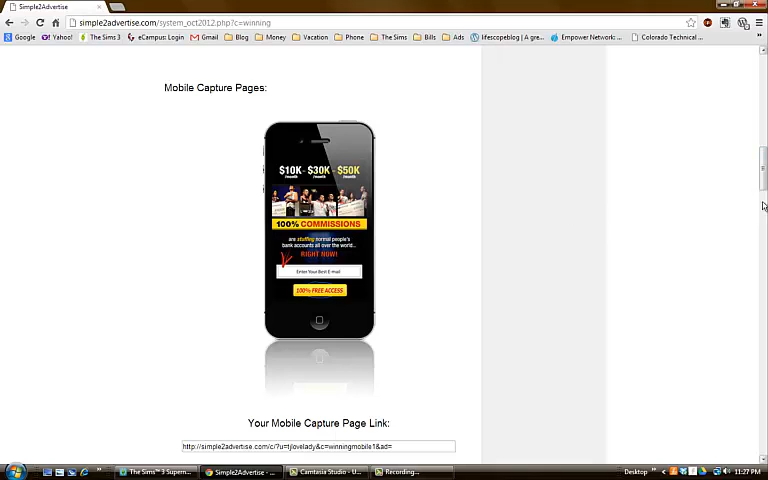 Simple2Advertise
simple2advertise.com/system_oct2012.php?c=winning
Google Yahoo! The Sims 3 eCampus: Login Gmail Blog Money Vacation Phone The Sims Bills Ads lifescopeblog | A gre... Empower Network: ... Colorado Technical ...
Mobile Capture Pages:
$10K - $30K - $50K
/month /month /month
100% COMMISSIONS
are stuffing normal people's
bank accounts all over the world...
RIGHT NOW!
Enter Your Best E-mail
100% FREE ACCESS
Your Mobile Capture Page Link:
http://simple2advertise.com/c/?u=tjlovelady&c=winningmobile1&ad=
The Sims™ 3 Supern... Simple2Advertise - ... Camtasia Studio - U... Recording... Desktop 11:27 PM